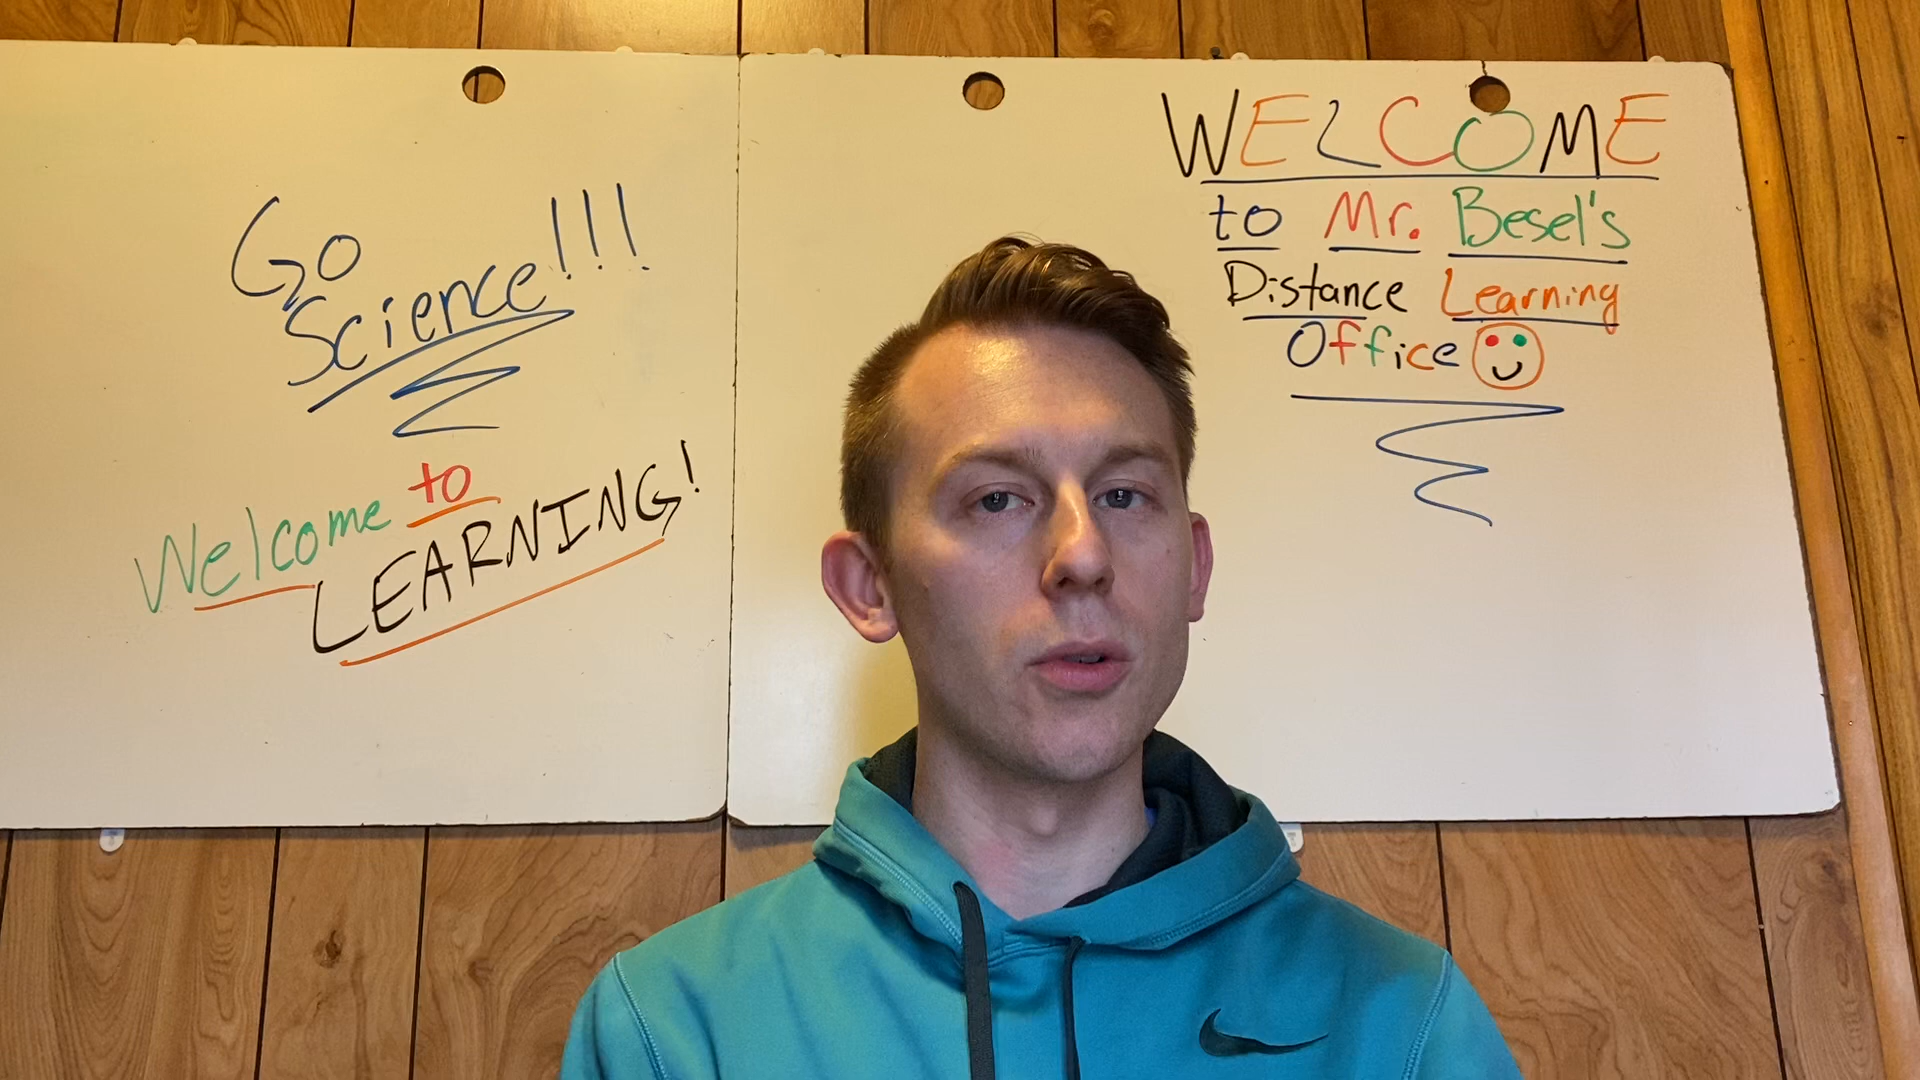 Go
Science!!!
Welcome to
LEARNING!
WELCOME
to Mr. Besel's
Distance Learning
Office